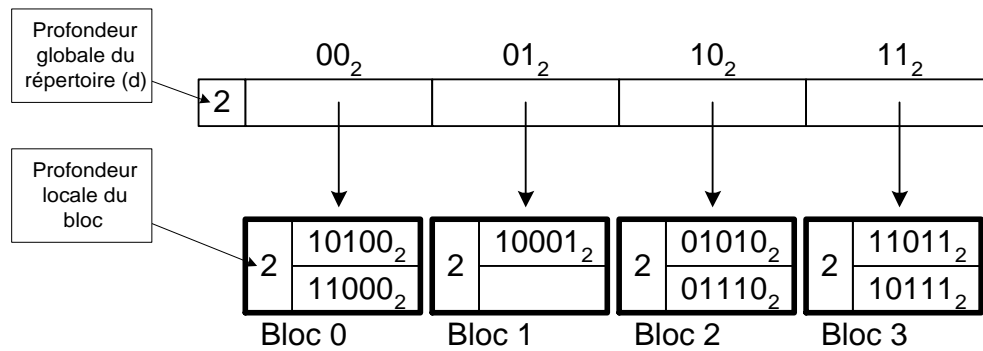 Profondeur
globale du
répertoire (d)
00₂ 01₂ 10₂ 11₂
2
Profondeur
locale du
bloc
2 10100₂ 11000₂
2 10001₂
2 01010₂ 01110₂
2 11011₂ 10111₂
Bloc 0 Bloc 1 Bloc 2 Bloc 3